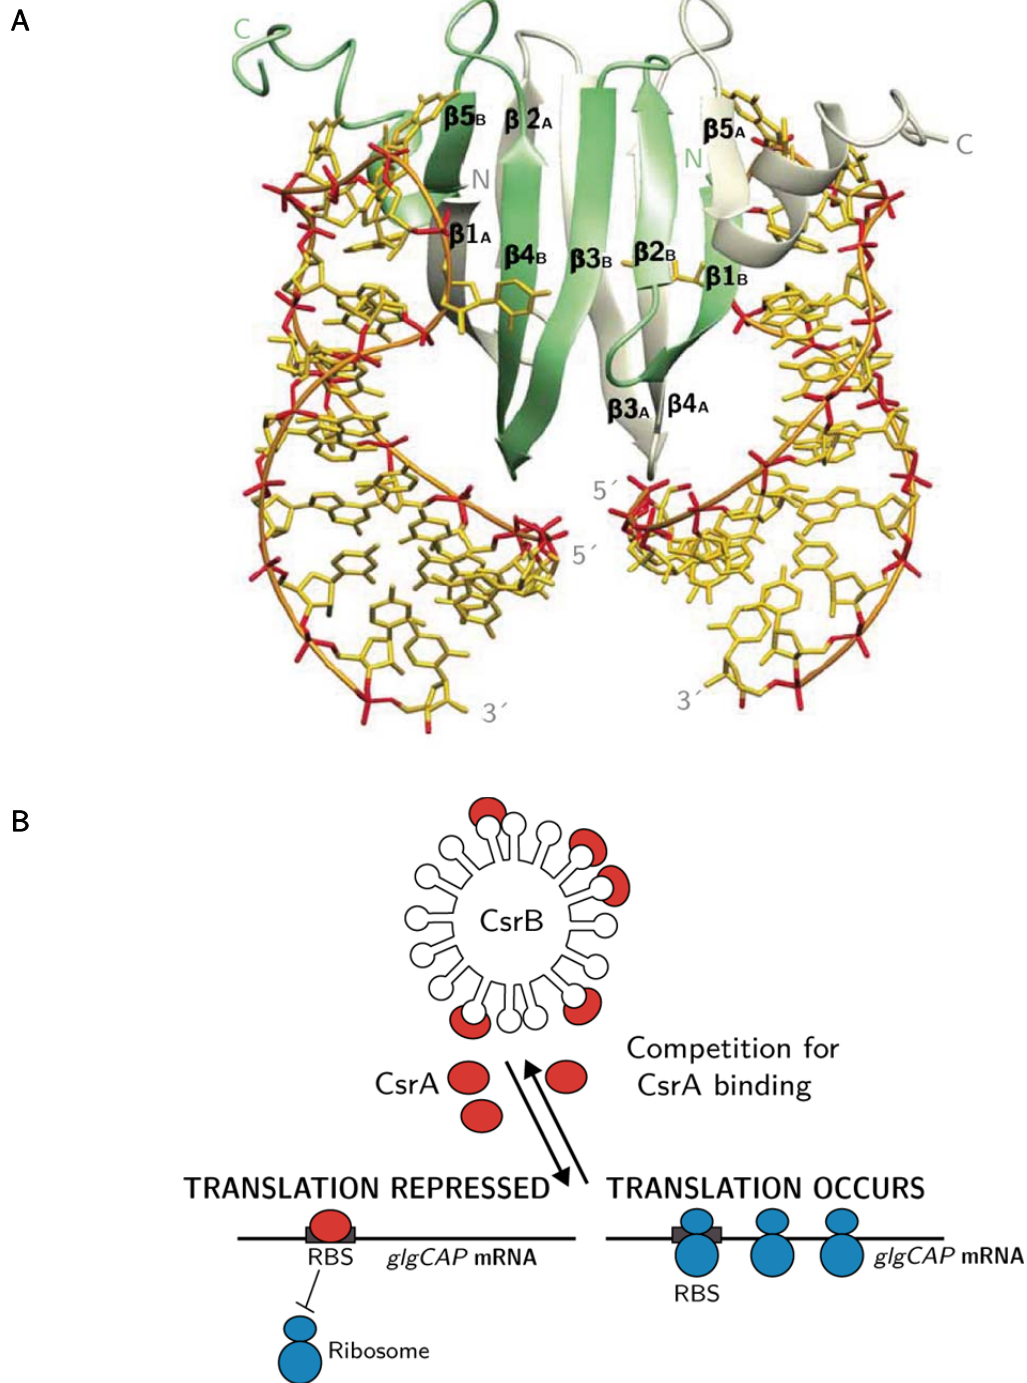 A
C
β5B
β2A
β5A
N
C
N
β1A
β4B
β3B
β2B
β1B
β3A
β4A
5´
5´
3´
3´
B
CsrB
Competition for
CsrA binding
CsrA
TRANSLATION REPRESSED
TRANSLATION OCCURS
RBS
glgCAP mRNA
glgCAP mRNA
RBS
Ribosome